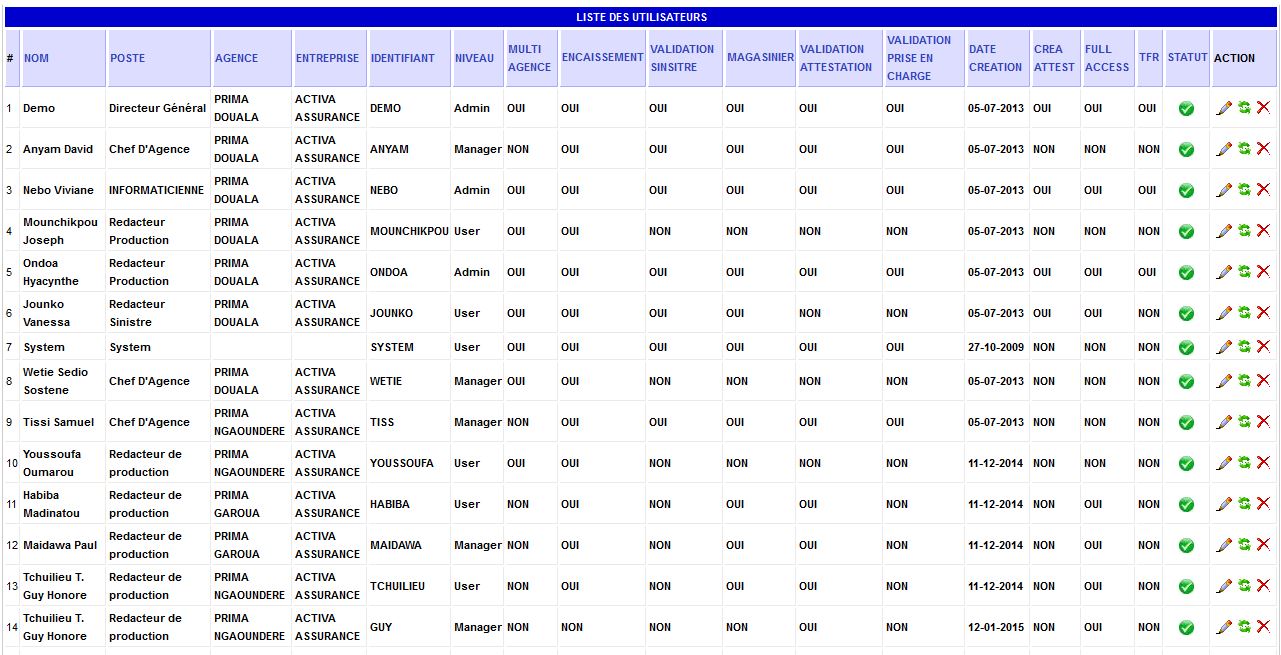 LISTE DES UTILISATEURS
# NOM POSTE AGENCE ENTREPRISE IDENTIFIANT NIVEAU MULTI AGENCE ENCAISSEMENT VALIDATION SINSITRE MAGASINIER VALIDATION ATTESTATION VALIDATION PRISE EN CHARGE DATE CREATION CREA ATTEST FULL ACCESS TFR STATUT ACTION
1 Demo Directeur Général PRIMA DOUALA ACTIVA ASSURANCE DEMO Admin OUI OUI OUI OUI OUI OUI 05-07-2013 OUI OUI OUI
2 Anyam David Chef D'Agence PRIMA DOUALA ACTIVA ASSURANCE ANYAM Manager NON OUI OUI OUI OUI OUI 05-07-2013 NON NON NON
3 Nebo Viviane INFORMATICIENNE PRIMA DOUALA ACTIVA ASSURANCE NEBO Admin OUI OUI OUI OUI OUI OUI 05-07-2013 OUI OUI OUI
4 Mounchikpou Joseph Redacteur Production PRIMA DOUALA ACTIVA ASSURANCE MOUNCHIKPOU User OUI OUI NON NON NON NON 05-07-2013 NON NON NON
5 Ondoa Hyacynthe Redacteur Production PRIMA DOUALA ACTIVA ASSURANCE ONDOA Admin OUI OUI OUI OUI OUI OUI 05-07-2013 OUI OUI OUI
6 Jounko Vanessa Redacteur Sinistre PRIMA DOUALA ACTIVA ASSURANCE JOUNKO User OUI OUI OUI OUI NON NON 05-07-2013 OUI NON NON
7 System System SYSTEM User OUI OUI OUI OUI OUI OUI 27-10-2009 NON NON NON
8 Wetie Sedio Sostene Chef D'Agence PRIMA DOUALA ACTIVA ASSURANCE WETIE Manager OUI OUI NON NON NON NON 05-07-2013 NON NON NON
9 Tissi Samuel Chef D'Agence PRIMA NGAOUNDERE ACTIVA ASSURANCE TISS Manager NON OUI OUI OUI OUI OUI 05-07-2013 NON NON NON
10 Youssoufa Oumarou Redacteur de production PRIMA NGAOUNDERE ACTIVA ASSURANCE YOUSSOUFA User OUI OUI NON NON NON NON 11-12-2014 NON NON NON
11 Habiba Madinatou Redacteur de production PRIMA GAROUA ACTIVA ASSURANCE HABIBA User NON OUI NON OUI OUI NON 11-12-2014 NON OUI NON
12 Maidawa Paul Redacteur de production PRIMA GAROUA ACTIVA ASSURANCE MAIDAWA Manager NON OUI NON OUI OUI NON 11-12-2014 NON OUI NON
13 Tchuilieu T. Guy Honore Redacteur de production PRIMA NGAOUNDERE ACTIVA ASSURANCE TCHUILIEU User NON OUI NON OUI OUI NON 11-12-2014 NON OUI NON
14 Tchuilieu T. Guy Honore Redacteur de production PRIMA NGAOUNDERE ACTIVA ASSURANCE GUY Manager NON NON NON NON OUI NON 12-01-2015 NON OUI NON